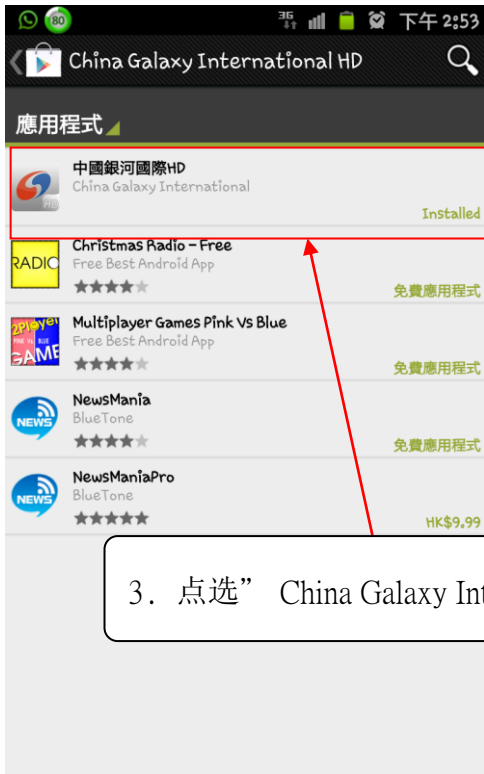 80 3G 下午 2:53
China Galaxy International HD
應用程式
中國銀河國際HD
China Galaxy International
HD
Installed
Christmas Radio - Free
RADIO
Free Best Android App
免費應用程式
Multiplayer Games Pink Vs Blue
2Player
PINK VS. BLUE
GAME
Free Best Android App
免費應用程式
NewsMania
NEWS
BlueTone
免費應用程式
NewsManiaPro
NEWS
BlueTone
HK$9.99
3. 点选” China Galaxy Int